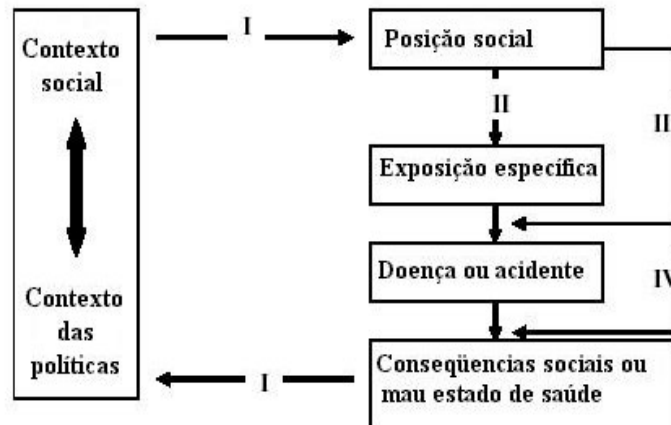 Contexto
social
Contexto
das
políticas
I
I
Posição social
II
II
Exposição específica
Doença ou acidente
IV
Conseqüencias sociais ou
mau estado de saúde